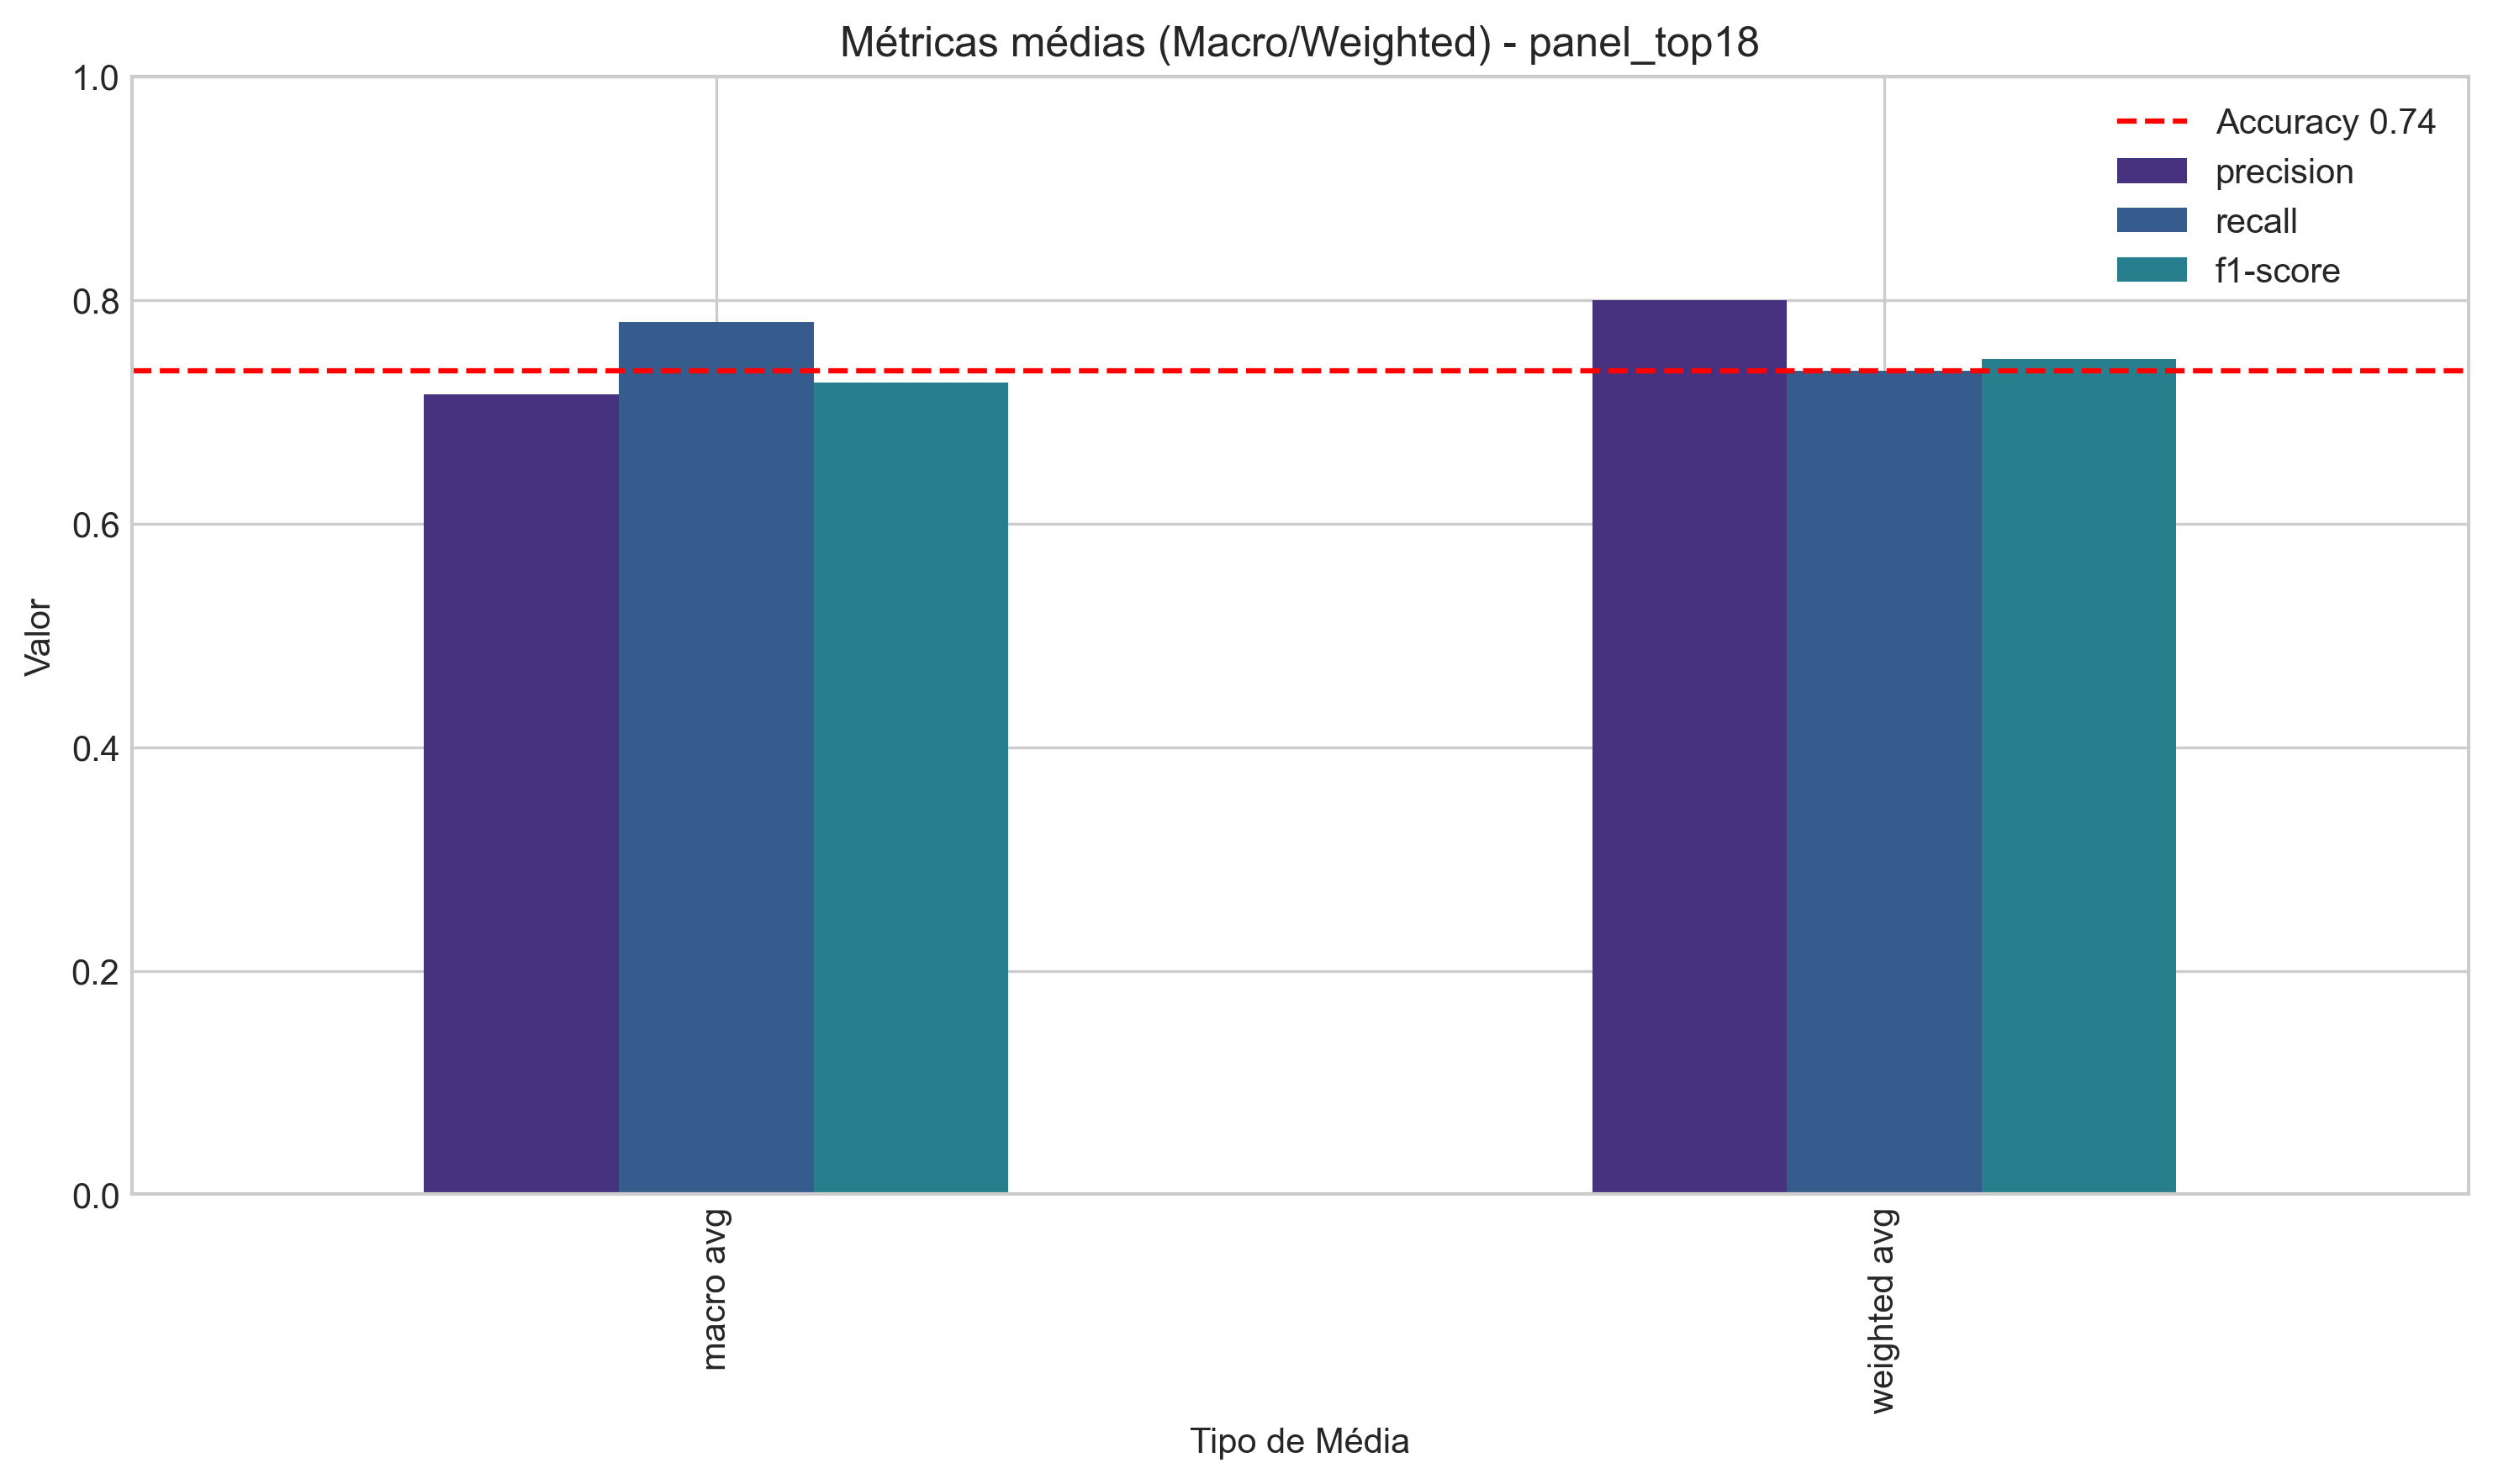 Métricas médias (Macro/Weighted) - panel_top18
Accuracy 0.74
precision
recall
f1-score
1.0
0.8
0.6
0.4
0.2
0.0
Valor
macro avg
weighted avg
Tipo de Média